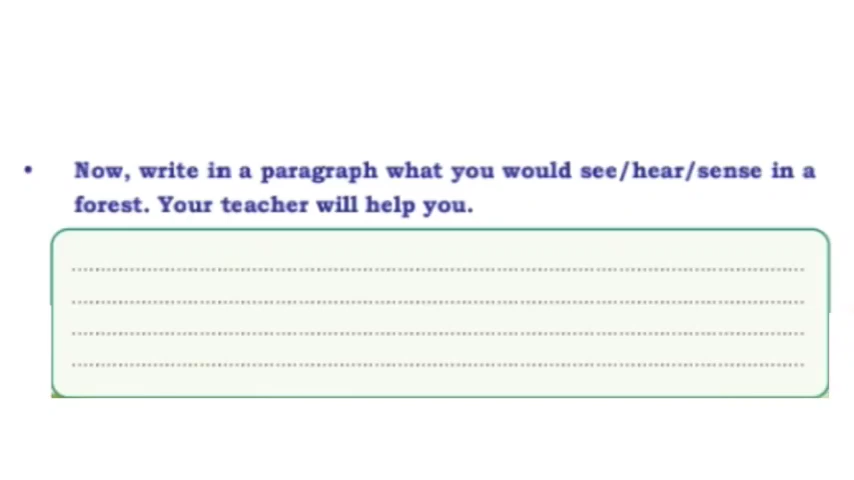 • Now, write in a paragraph what you would see/hear/sense in a
forest. Your teacher will help you.